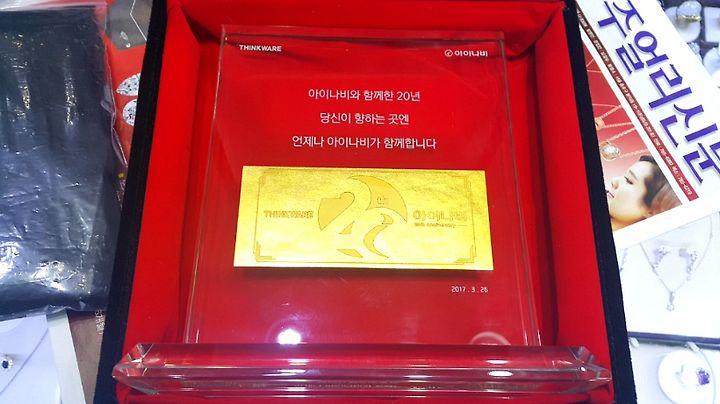 THINKWARE
아이나비
아이나비와 함께한 20년
당신이 향하는 곳엔
언제나 아이나비가 함께합니다
THINKWARE
20
아이나비
20th Anniversary
2017.3.26
주얼리신문